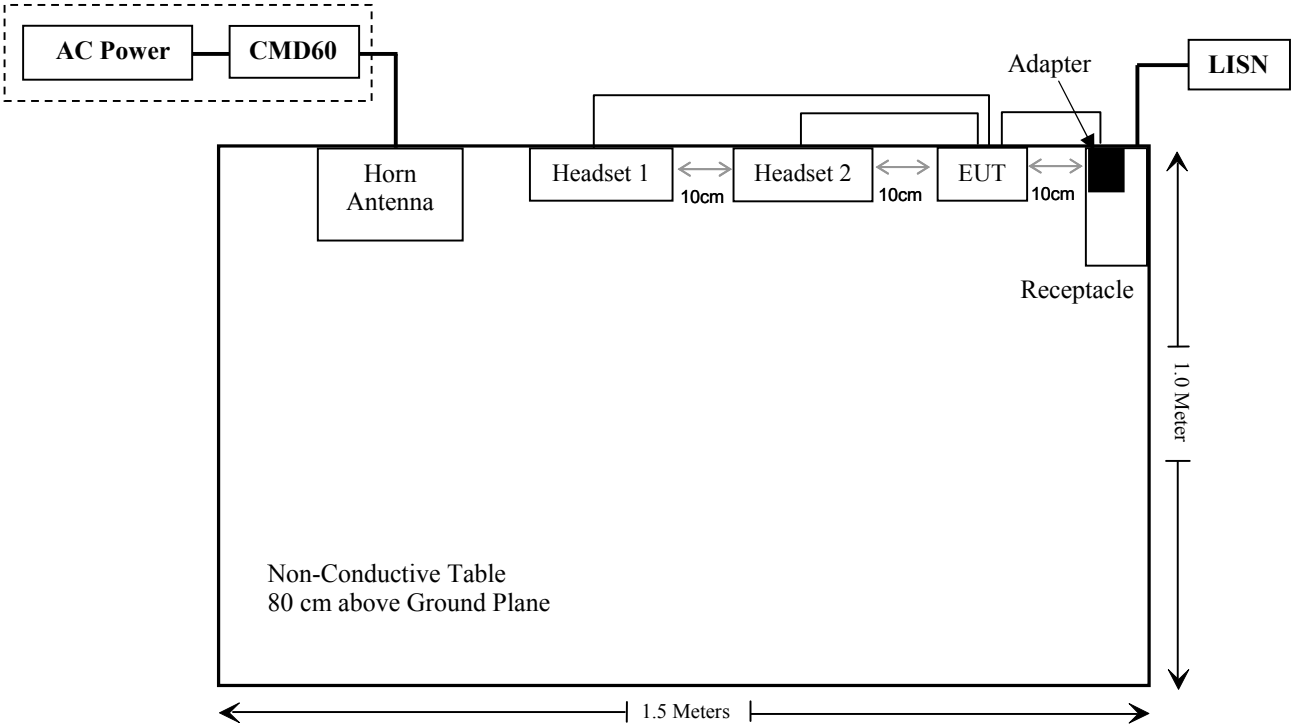 AC Power
CMD60
Adapter
LISN
Horn
Antenna
Headset 1
10cm
Headset 2
10cm
EUT
10cm
Receptacle
1.0 Meter
Non-Conductive Table
80 cm above Ground Plane
1.5 Meters